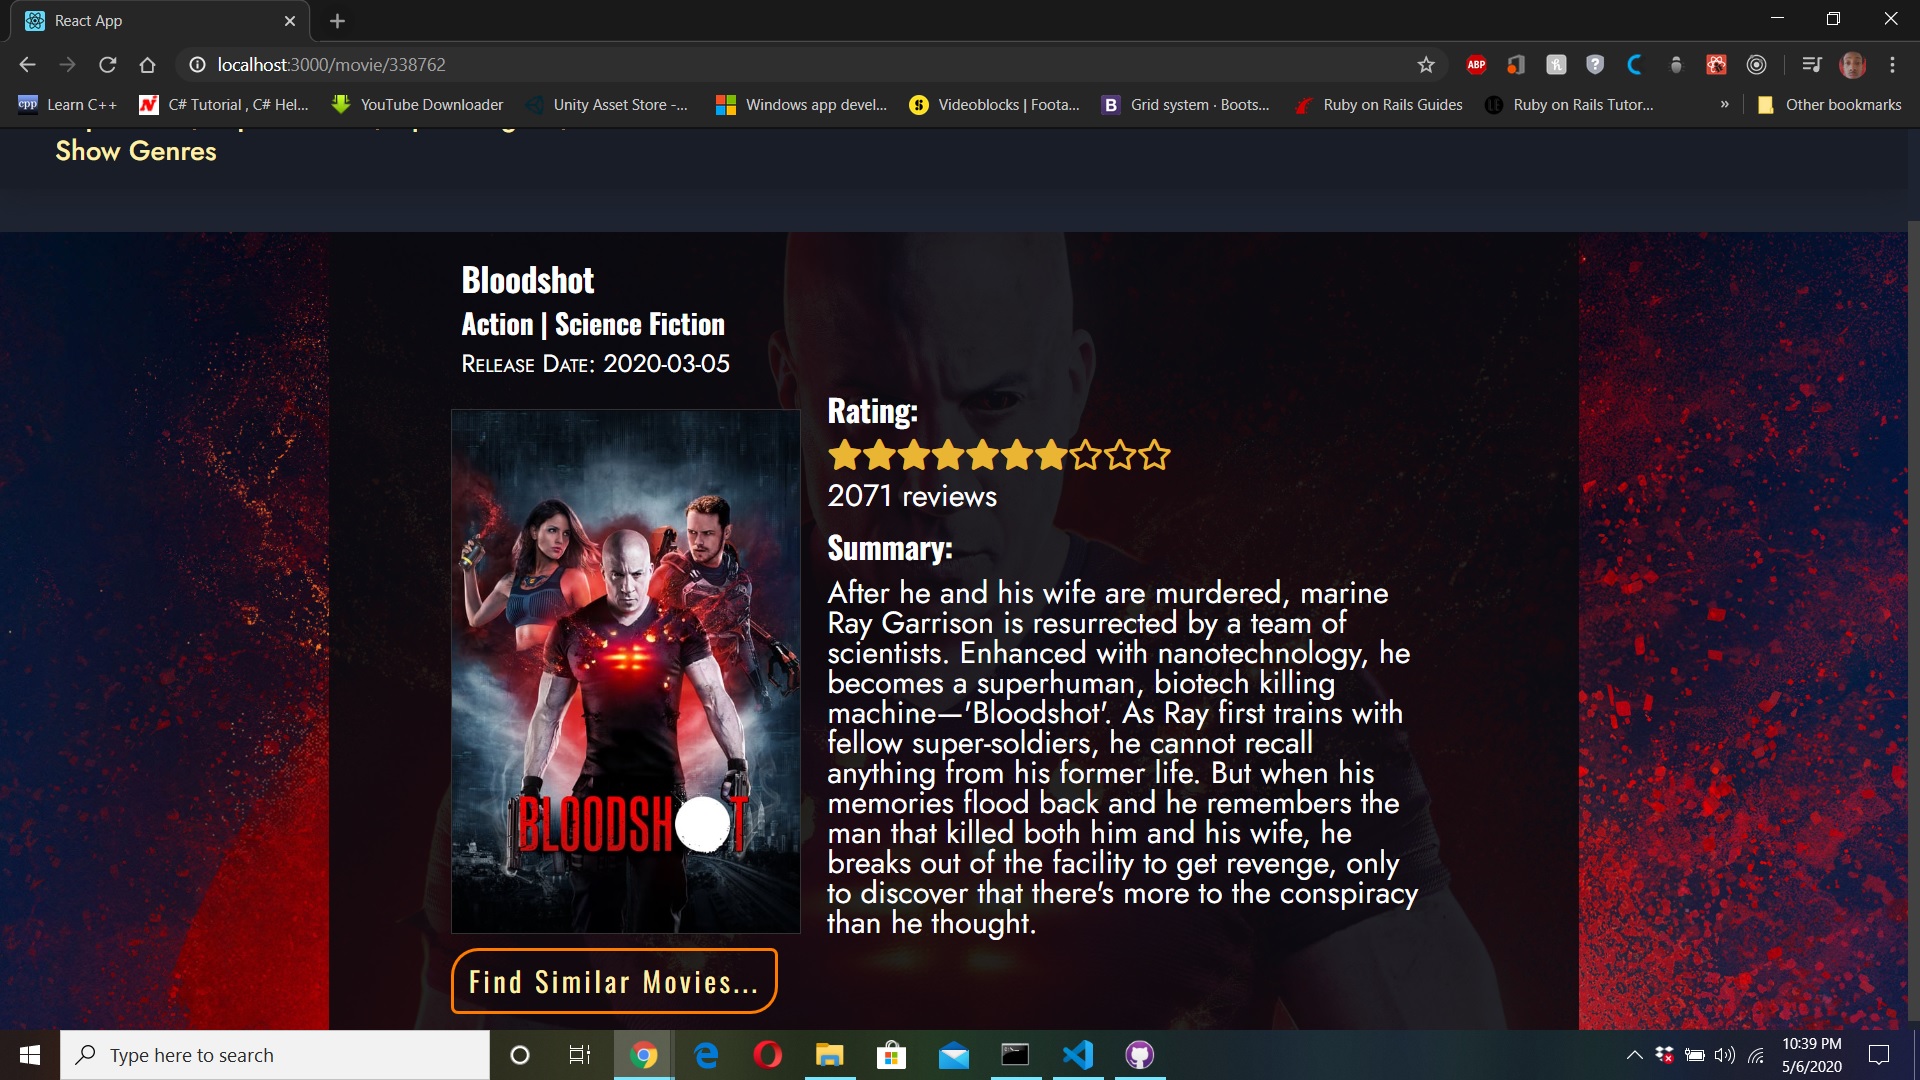 React App
localhost:3000/movie/338762
ABP
cpp Learn C++
C# Tutorial , C# Hel...
YouTube Downloader
Unity Asset Store -...
Windows app devel...
Videoblocks | Foota...
B Grid system · Boots...
Ruby on Rails Guides
Ruby on Rails Tutor...
»
Other bookmarks
Show Genres
Bloodshot
Action | Science Fiction
Release Date: 2020-03-05
BLOODSHOT
Find Similar Movies...
Rating:
2071 reviews
Summary:
After he and his wife are murdered, marine
Ray Garrison is resurrected by a team of
scientists. Enhanced with nanotechnology, he
becomes a superhuman, biotech killing
machine—'Bloodshot'. As Ray first trains with
fellow super-soldiers, he cannot recall
anything from his former life. But when his
memories flood back and he remembers the
man that killed both him and his wife, he
breaks out of the facility to get revenge, only
to discover that there's more to the conspiracy
than he thought.
Type here to search
10:39 PM
5/6/2020